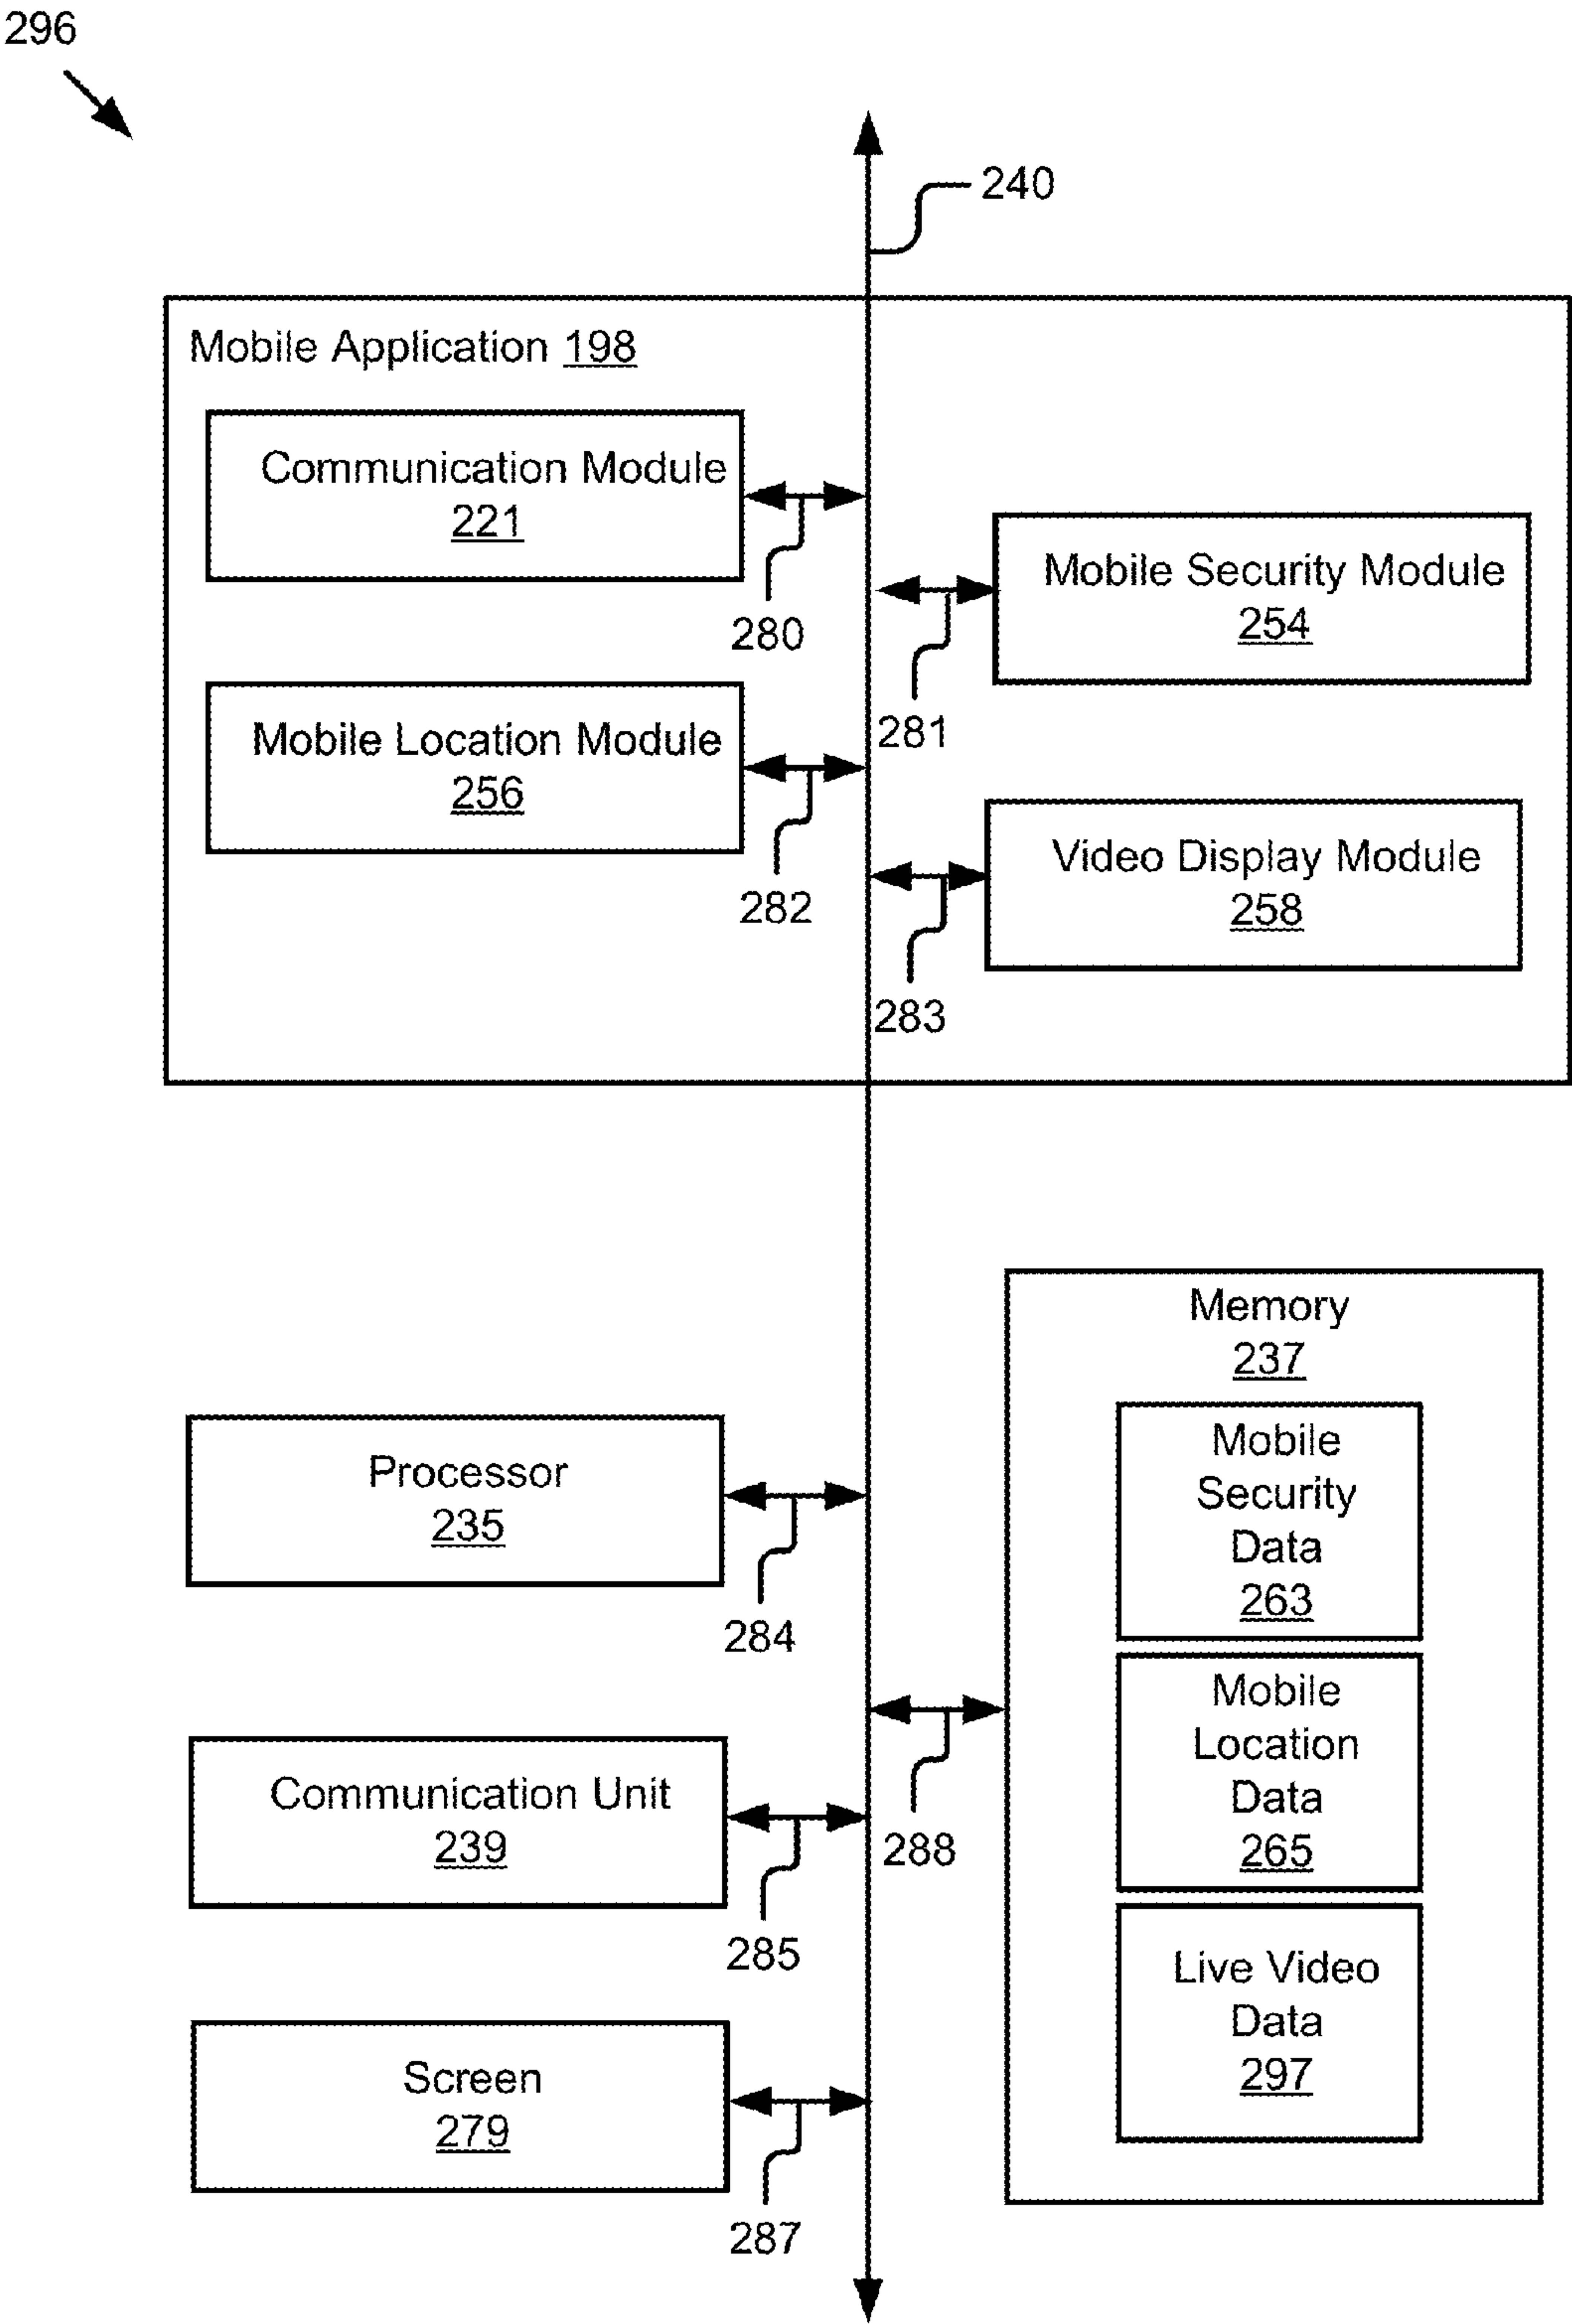 296
240
Mobile Application 198
Communication Module
221
280
Mobile Security Module
254
281
Mobile Location Module
256
282
Video Display Module
258
283
Memory
237
Mobile
Security
Data
263
Processor
235
284
Mobile
Location
Data
265
288
Communication Unit
239
285
Live Video
Data
297
Screen
279
287